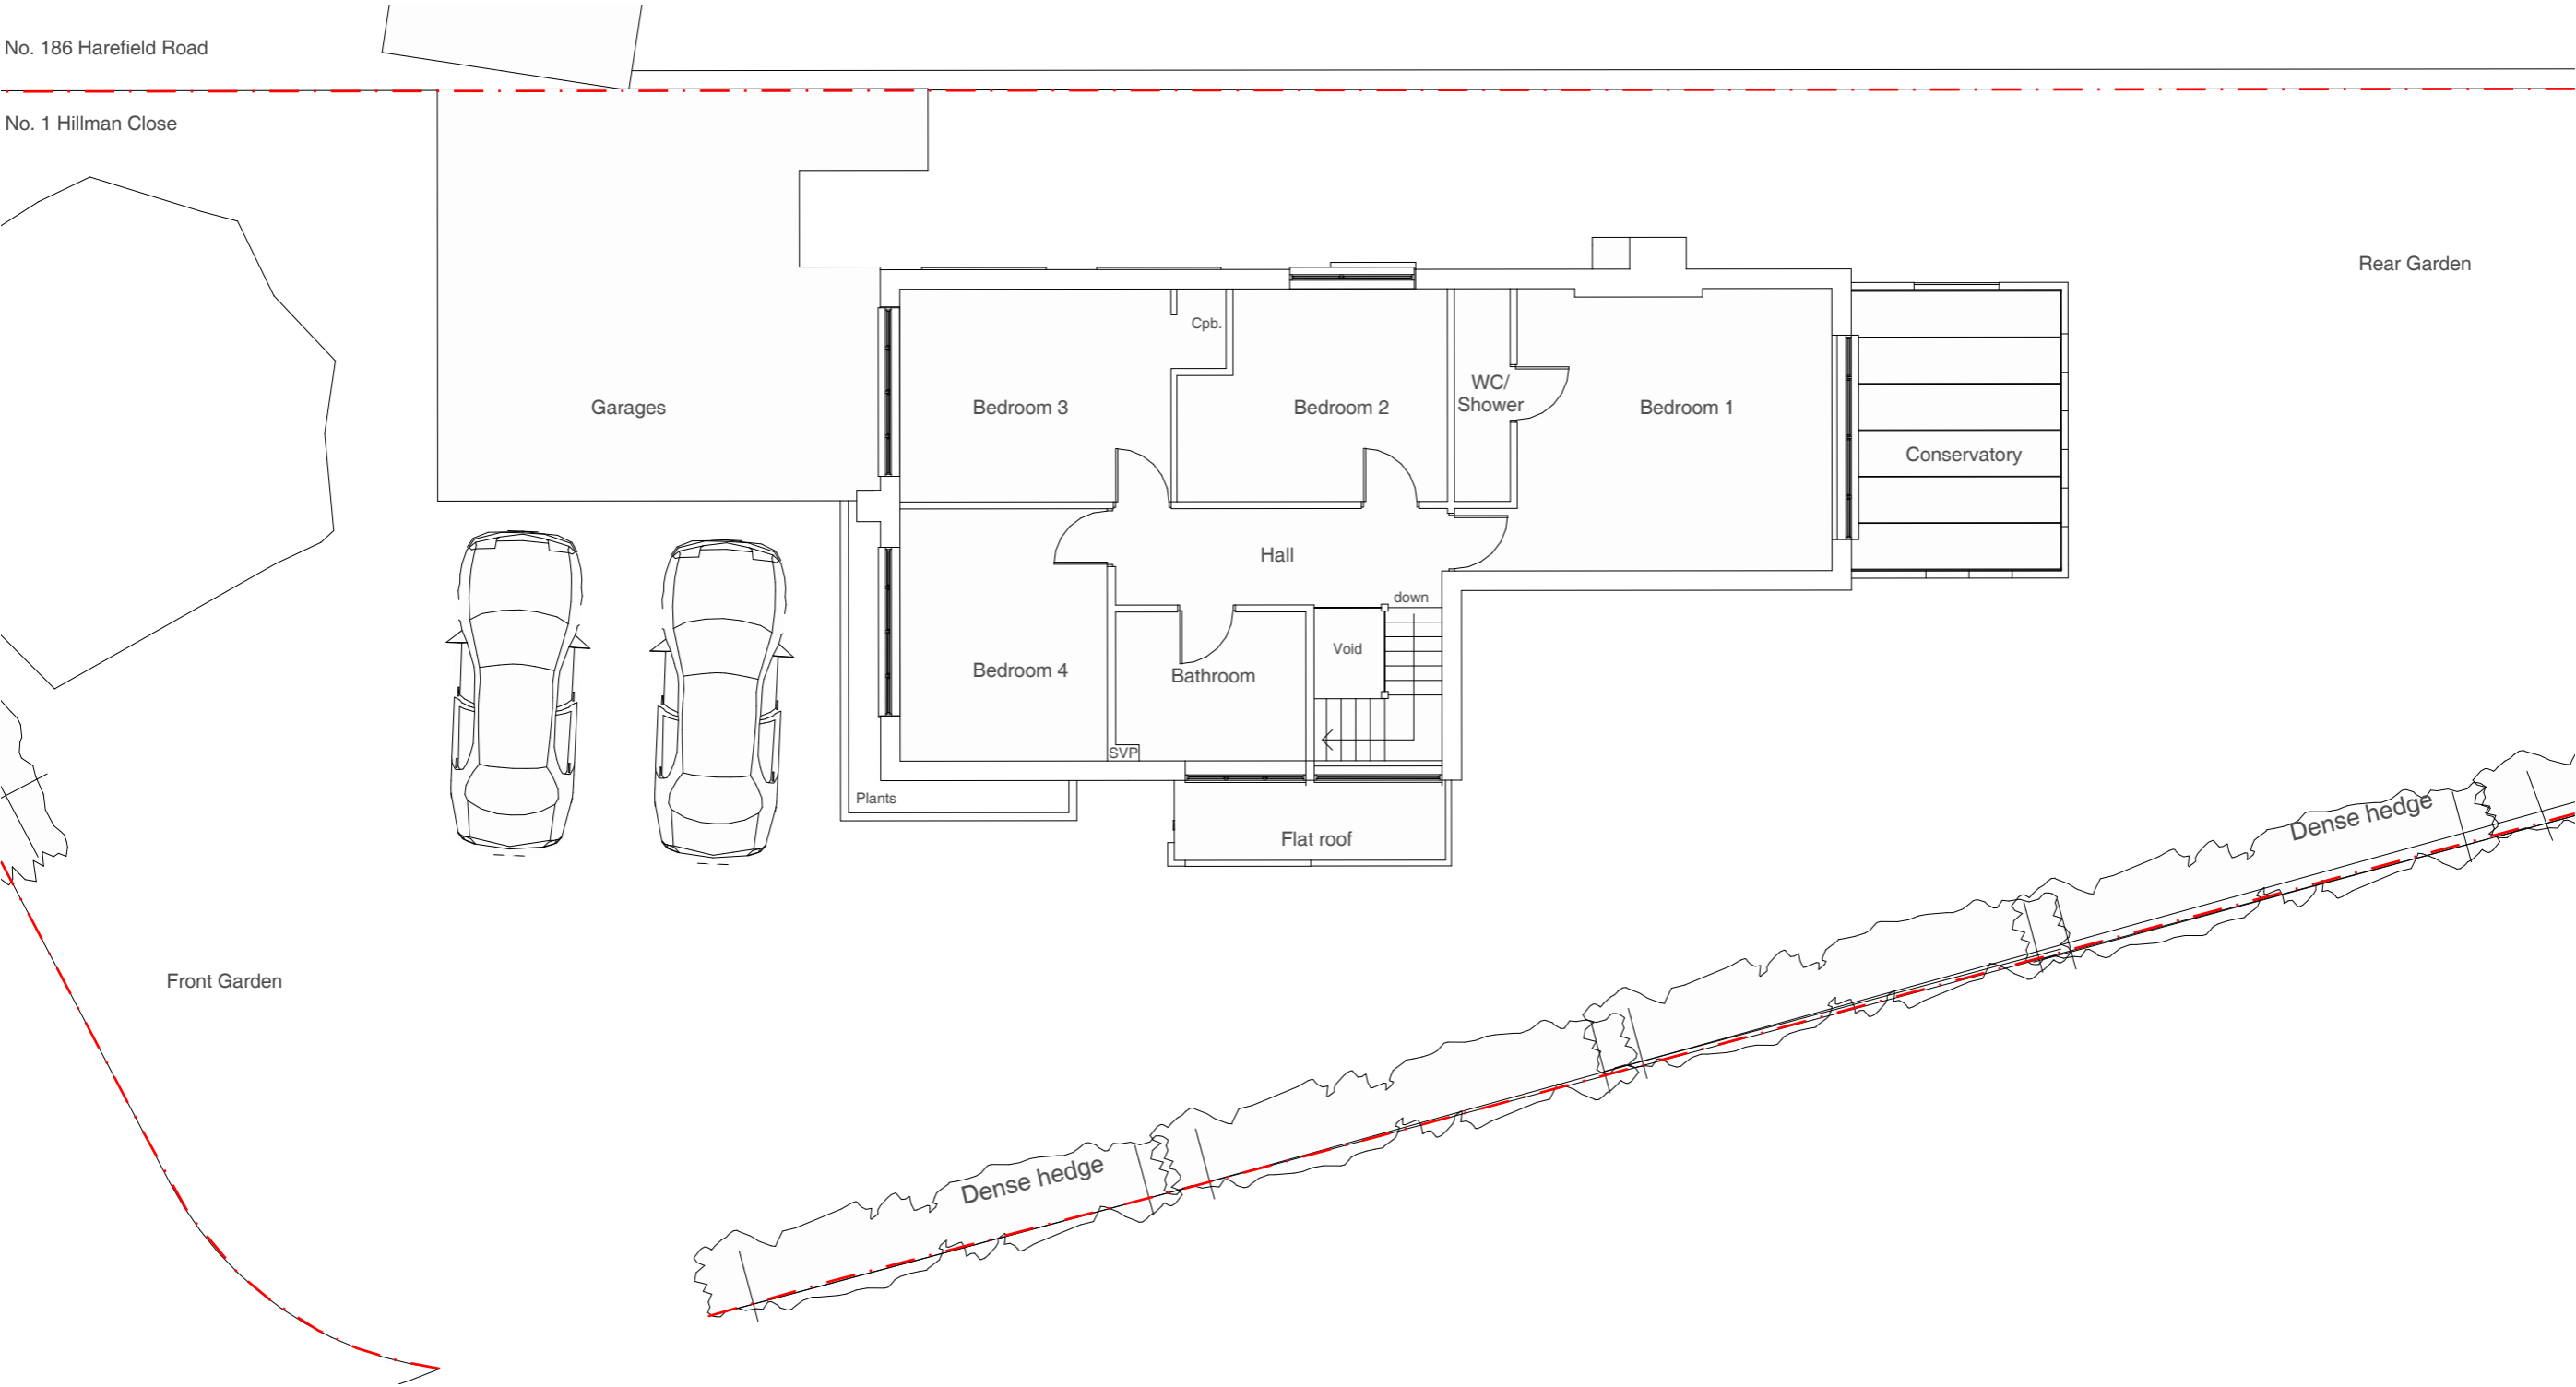 No. 186 Harefield Road
No. 1 Hillman Close
Rear Garden
Cpb.
WC/
Shower
Garages
Bedroom 3
Bedroom 2
Bedroom 1
Conservatory
Hall
down
Void
Bedroom 4
Bathroom
SVP
Plants
Flat roof
Dense hedge
Front Garden
Dense hedge